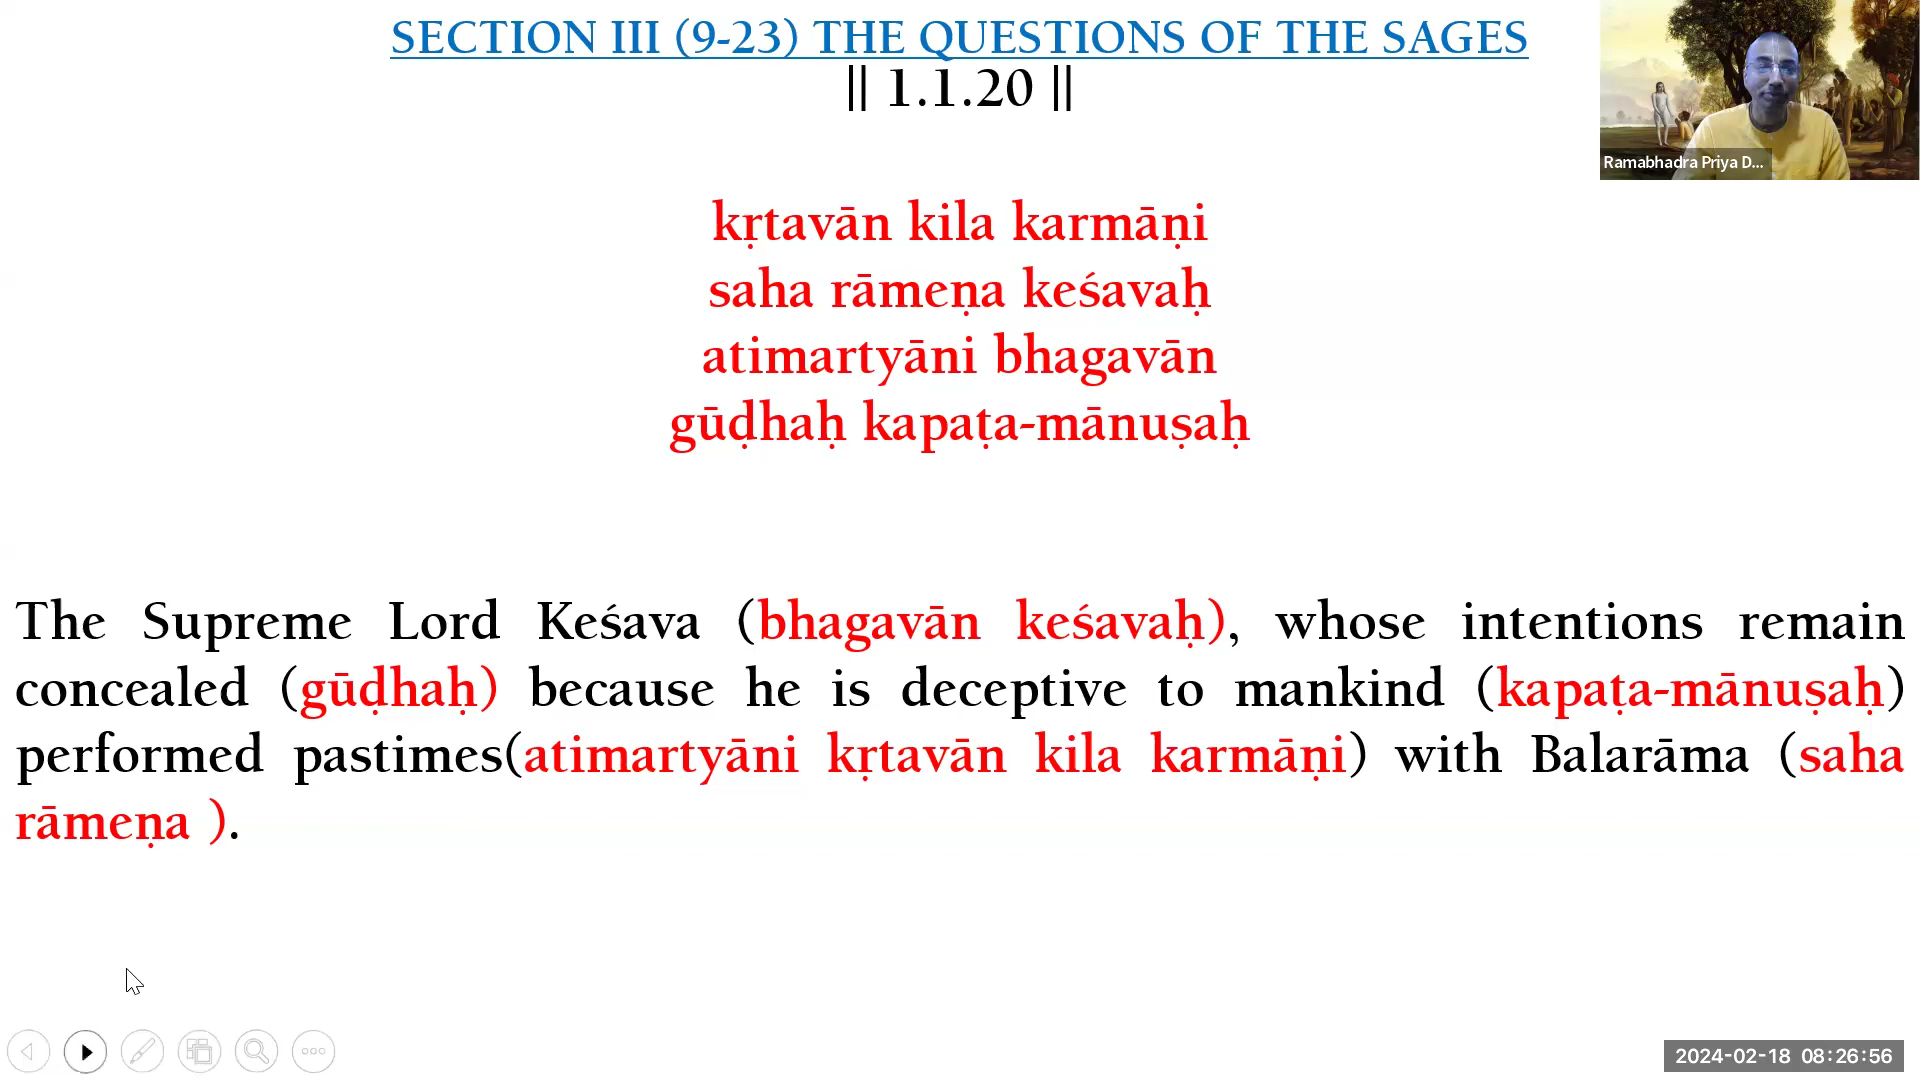 SECTION III (9-23) THE QUESTIONS OF THE SAGES
|| 1.1.20 ||
Ramabhadra Priya D...
kṛtavān kila karmāṇi
saha rāmeṇa keśavaḥ
atimartyāni bhagavān
gūḍhaḥ kapaṭa-mānuṣaḥ
The Supreme Lord Keśava (bhagavān keśavaḥ), whose intentions remain
concealed (gūḍhaḥ) because he is deceptive to mankind (kapaṭa-mānuṣaḥ)
performed pastimes(atimartyāni kṛtavān kila karmāṇi) with Balarāma (saha
rāmeṇa ).
2024-02-18 08:26:56